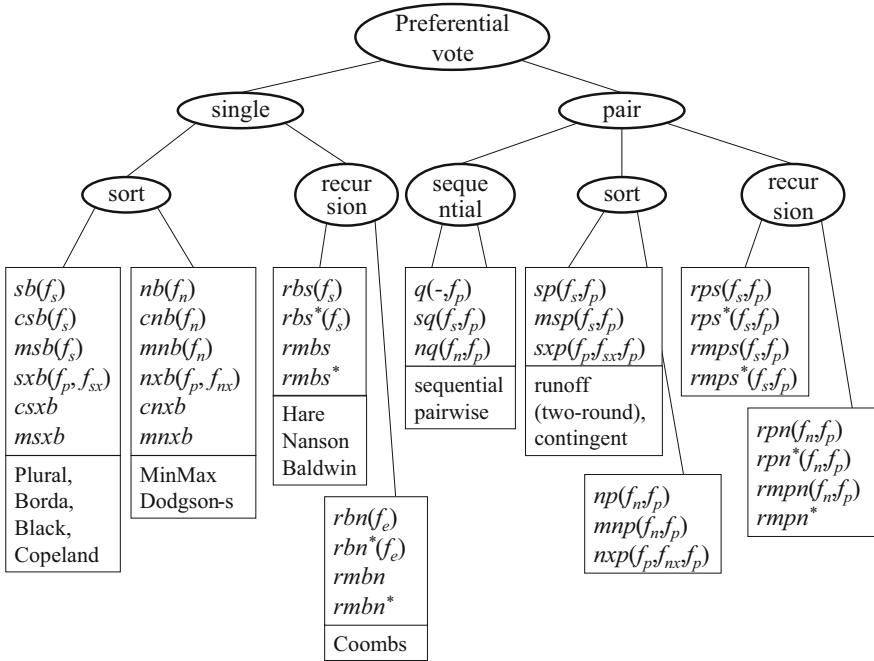 Preferential
vote
single
pair
sort
recur
sion
seque
ntial
sort
recur
sion
sb(fₛ)
csb(fₛ)
msb(fₛ)
sxb(fₚ, fₛₓ)
csxb
msxb
Plural,
Borda,
Black,
Copeland
nb(fₙ)
cnb(fₙ)
mnb(fₙ)
nxb(fₚ, fₙₓ)
cnxb
mnxb
MinMax
Dodgson-s
rbs(fₛ)
rbs*(fₛ)
rmbs
rmbs*
Hare
Nanson
Baldwin
rbn(fₑ)
rbn*(fₑ)
rmbn
rmbn*
Coombs
q(-,fₚ)
sq(fₛ,fₚ)
nq(fₙ,fₚ)
sequential
pairwise
sp(fₛ,fₚ)
msp(fₛ,fₚ)
sxp(fₚ,fₛₓ,fₚ)
runoff
(two-round),
contingent
np(fₙ,fₚ)
mnp(fₙ,fₚ)
nxp(fₚ,fₙₓ,fₚ)
rps(fₛ,fₚ)
rps*(fₛ,fₚ)
rmps(fₛ,fₚ)
rmps*(fₛ,fₚ)
rpn(fₙ,fₚ)
rpn*(fₙ,fₚ)
rmpn(fₙ,fₚ)
rmpn*